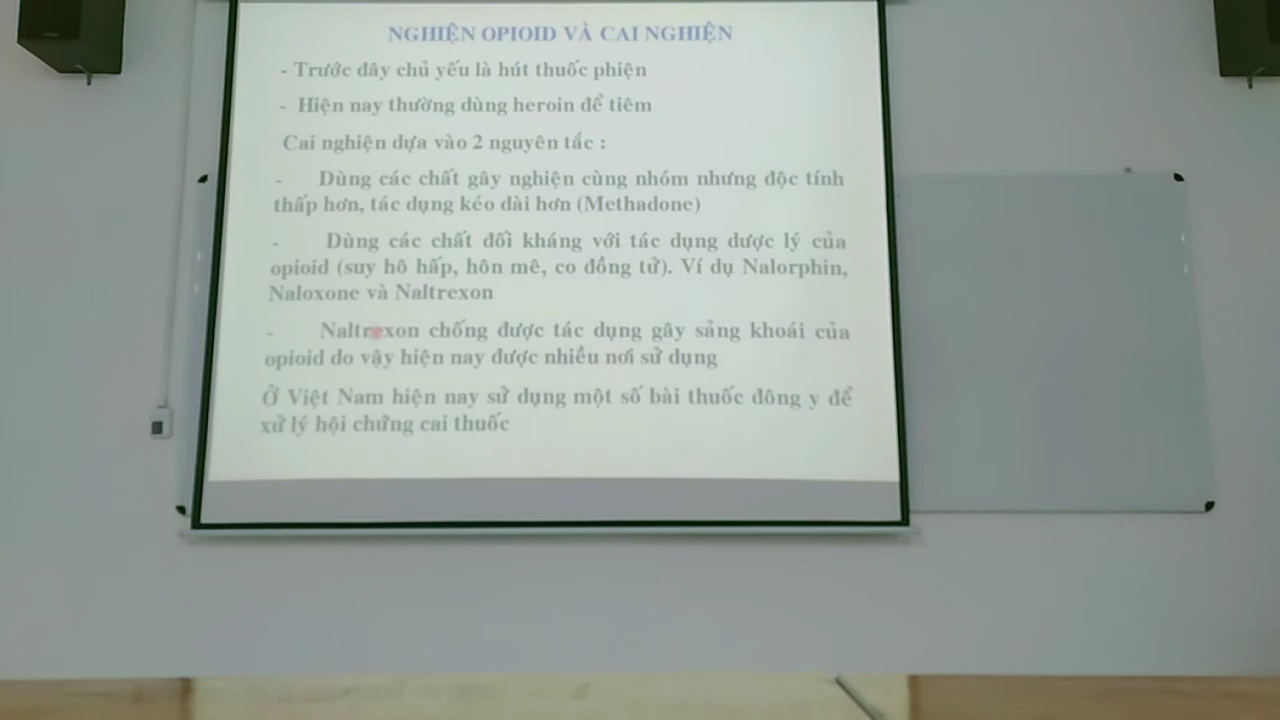 NGHIỆN OPIOID VÀ CAI NGHIỆN
- Trước đây chủ yếu là hút thuốc phiện
- Hiện nay thường dùng heroin để tiêm
Cai nghiện dựa vào 2 nguyên tắc :
- Dùng các chất gây nghiện cùng nhóm nhưng độc tính
thấp hơn, tác dụng kéo dài hơn (Methadone)
- Dùng các chất đối kháng với tác dụng dược lý của
opioid (suy hô hấp, hôn mê, co đồng tử). Ví dụ Nalorphin,
Naloxone và Naltrexon
- Naltrexon chống được tác dụng gây sảng khoái của
opioid do vậy hiện nay được nhiều nơi sử dụng
Ở Việt Nam hiện nay sử dụng một số bài thuốc đông y để
xử lý hội chứng cai thuốc